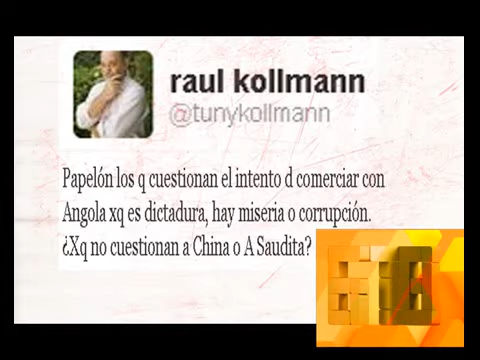 raul kollmann
@tunykollmann
Papelón los q cuestionan el intento d comerciar con
Angola xq es dictadura, hay miseria o corrupción.
¿Xq no cuestionan a China o A Saudita?